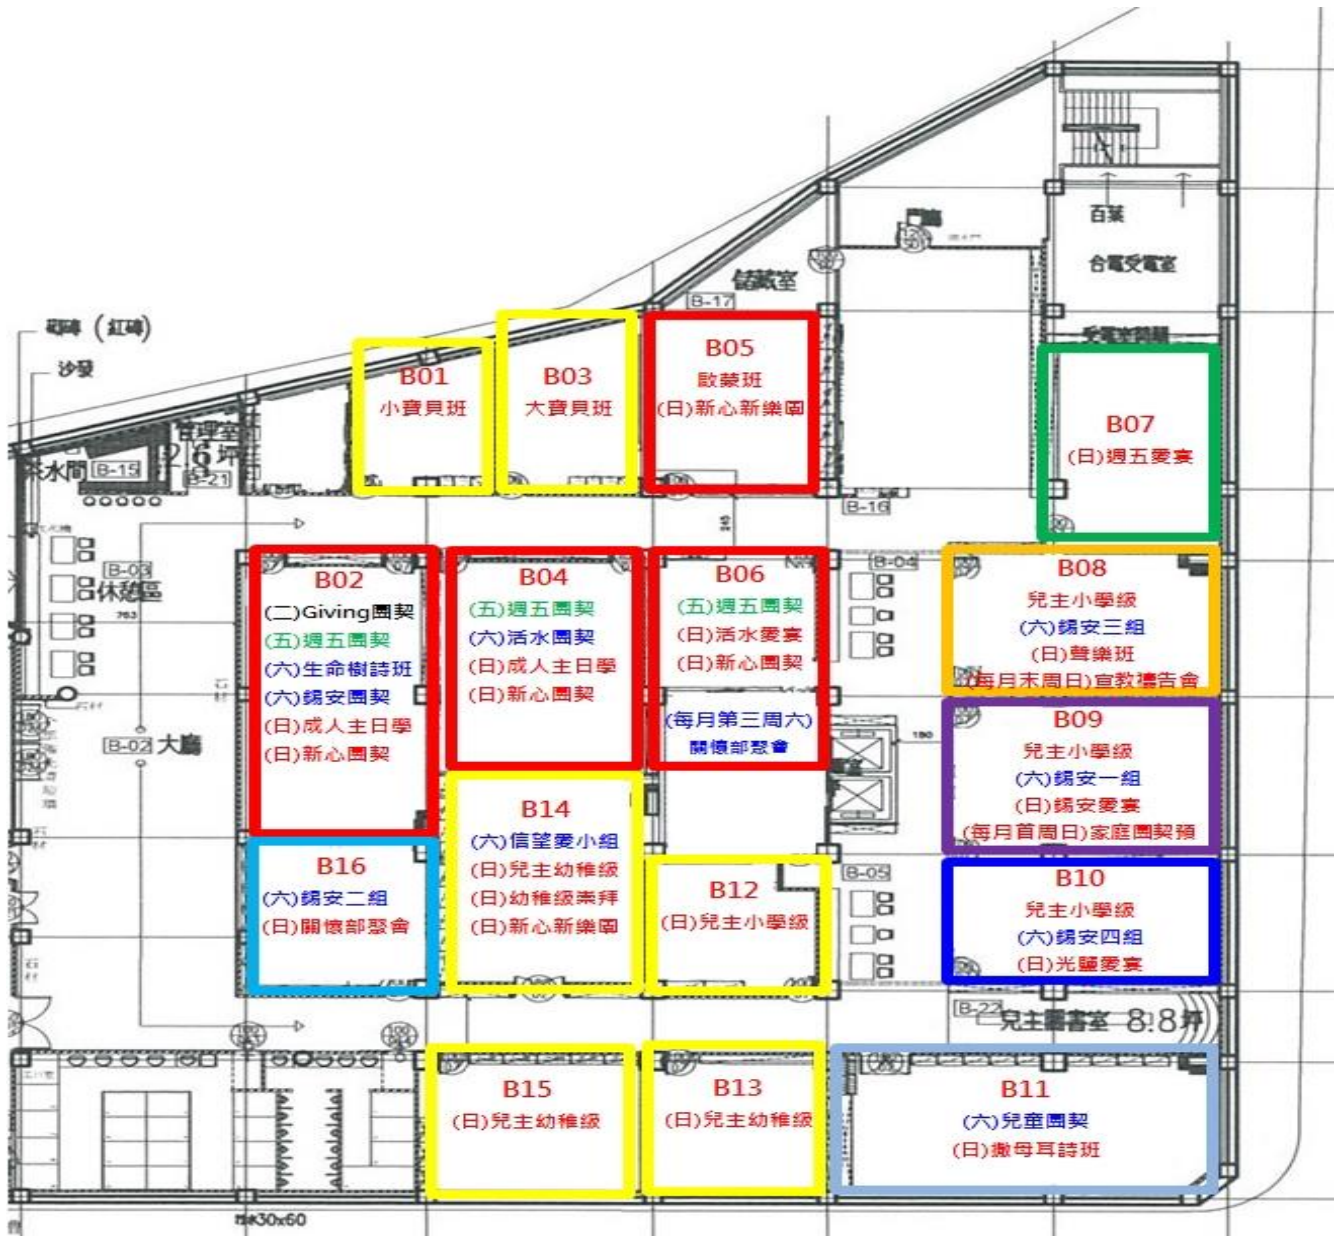 百葉
台電受電室
儲藏室
B-17
(紅磚)
沙發
B01
小寶貝班
B03
大寶貝班
B05
啟蒙班
(日)新心新樂園
B07
(日)週五愛宴
管理室
2.6坪
茶水間
B-15
B-21
B-16
245
B-03
休憩區
763
B-04
B02
(二)Giving團契
(五)週五團契
(六)生命樹詩班
(六)錫安團契
(日)成人主日學
(日)新心團契
B04
(五)週五團契
(六)活水團契
(日)成人主日學
(日)新心團契
B06
(五)週五團契
(日)活水愛宴
(日)新心團契
(每月第三周六)
關懷部聚會
B08
兒主小學級
(六)錫安三組
(日)聲樂班
(每月末周日)宣教禱告會
B-02
大廳
B09
兒主小學級
(六)錫安一組
(日)錫安愛宴
(每月首周日)家庭團契預
B14
(六)信望愛小組
(日)兒主幼稚級
(日)幼稚級崇拜
(日)新心新樂園
B16
(六)錫安二組
(日)關懷部聚會
B12
(日)兒主小學級
B-05
B10
兒主小學級
(六)錫安四組
(日)光鹽愛宴
B-22
兒主圖書室 8.8坪
B15
(日)兒主幼稚級
B13
(日)兒主幼稚級
B11
(六)兒童團契
(日)撒母耳詩班
30x60